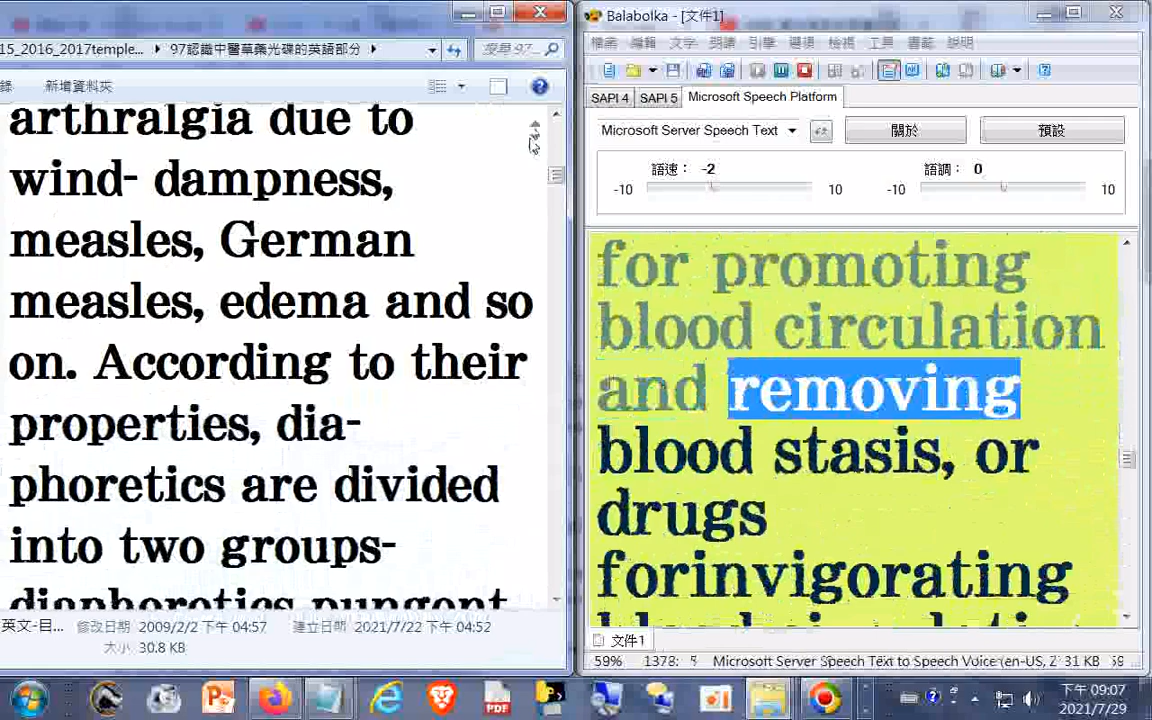 15_2016_2017temple...
97認識中醫草藥光碟的英語部分
搜尋 97...
錄
新增資料夾
arthralgia due to
wind- dampness,
measles, German
measles, edema and so
on. According to their
properties, dia-
phoretics are divided
into two groups-
diaphoretics pungent
英文-目...
修改日期 2009/2/2 下午 04:57
建立日期 2021/7/22 下午 04:52
大小 30.8 KB
Balabolka - [文件1]
檔案 編輯 文字 朗讀 引擎 選項 檢視 工具 書籤 說明
SAPI 4
SAPI 5
Microsoft Speech Platform
Microsoft Server Speech Text
關於
預設
語速： -2
語調： 0
-10
10
-10
10
for promoting
blood circulation
and removing
blood stasis, or
drugs
forinvigorating
文件1
59%
1378:
Microsoft Server Speech Text to Speech Voice (en-US, Z
31 KB
下午 09:07
2021/7/29